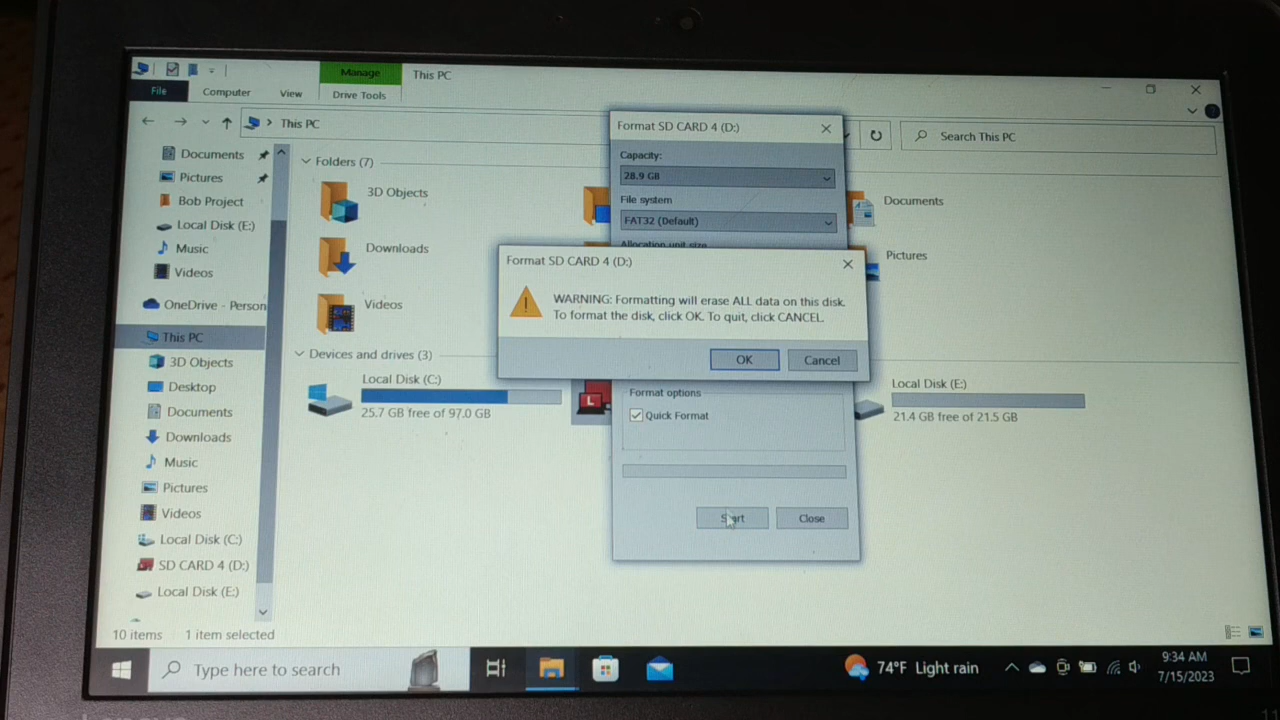 Manage
This PC
File
Computer
View
Drive Tools
This PC
Search This PC
Documents
Pictures
Bob Project
Local Disk (E:)
Music
Videos
OneDrive - Person
This PC
3D Objects
Desktop
Documents
Downloads
Music
Pictures
Videos
Local Disk (C:)
SD CARD 4 (D:)
Local Disk (E:)
Folders (7)
3D Objects
Downloads
Videos
Documents
Pictures
Devices and drives (3)
Local Disk (C:)
25.7 GB free of 97.0 GB
L
Local Disk (E:)
21.4 GB free of 21.5 GB
Format SD CARD 4 (D:)
Capacity:
28.9 GB
File system
FAT32 (Default)
Allocation unit size
Format SD CARD 4 (D:)
WARNING: Formatting will erase ALL data on this disk.
To format the disk, click OK. To quit, click CANCEL.
OK
Cancel
Format options
Quick Format
Start
Close
10 items
1 item selected
Type here to search
74°F Light rain
9:34 AM
7/15/2023